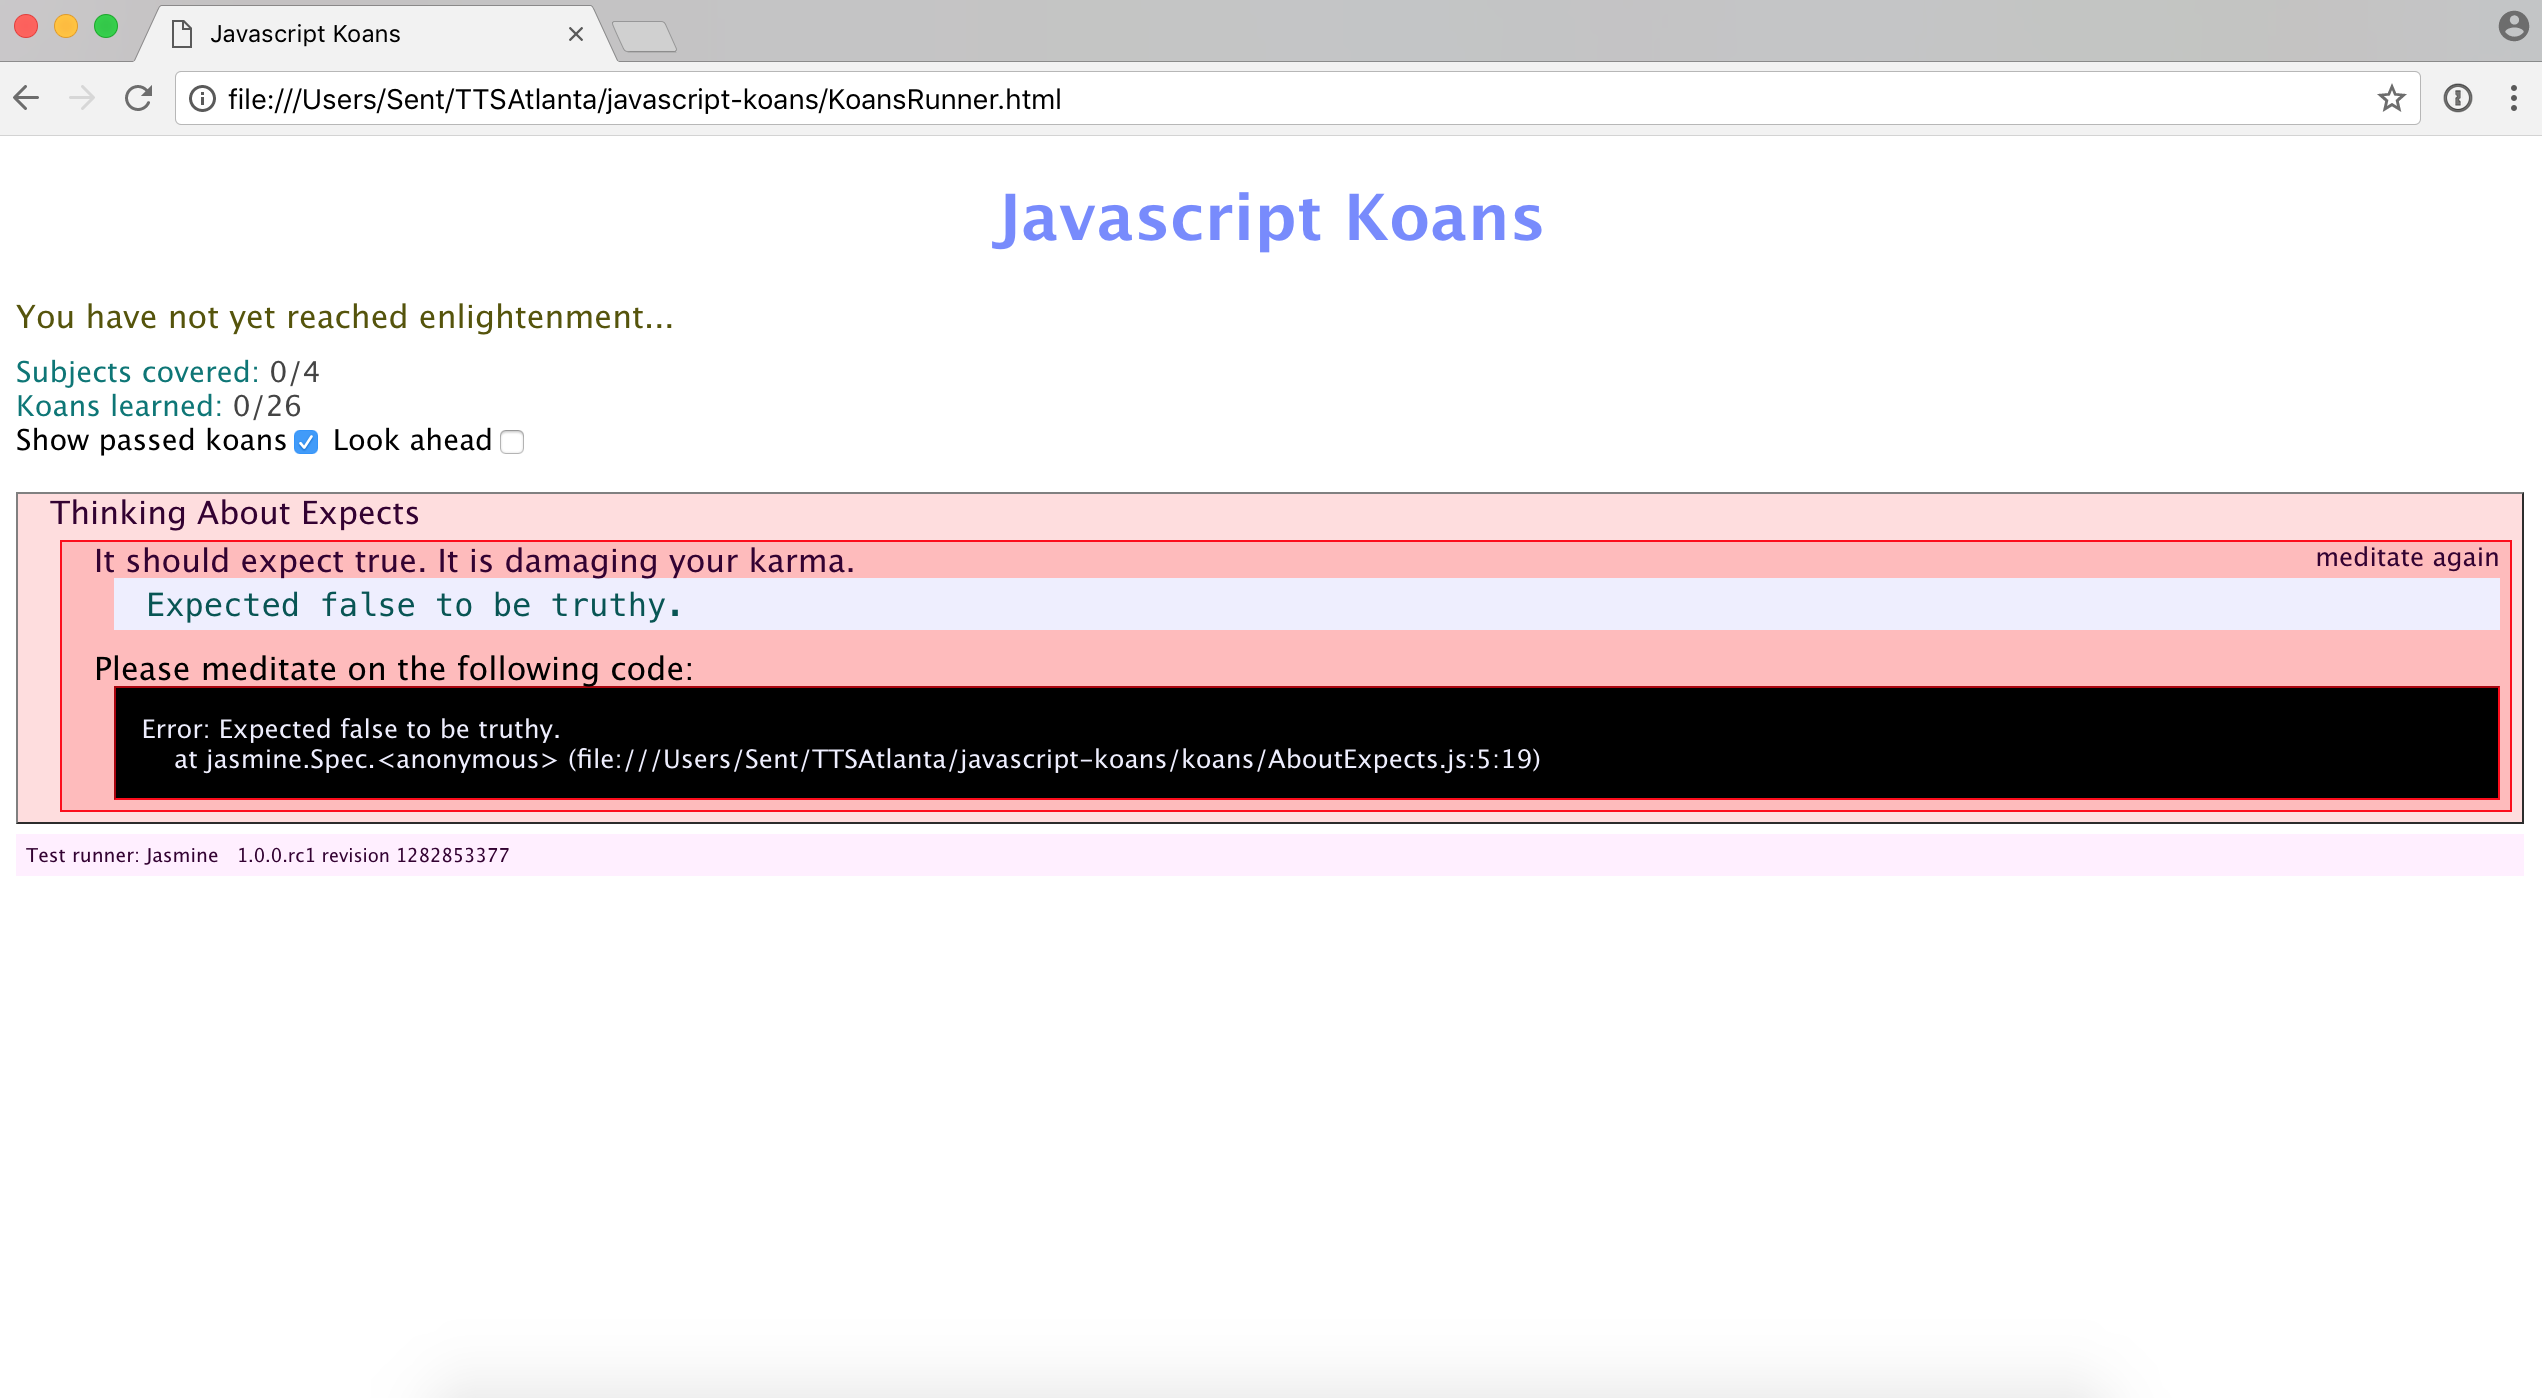 Javascript Koans
file:///Users/Sent/TTSAtlanta/javascript-koans/KoansRunner.html
Javascript Koans
You have not yet reached enlightenment...
Subjects covered: 0/4
Koans learned: 0/26
Show passed koans Look ahead
Thinking About Expects
It should expect true. It is damaging your karma. meditate again
Expected false to be truthy.
Please meditate on the following code:
Error: Expected false to be truthy.
at jasmine.Spec.<anonymous> (file:///Users/Sent/TTSAtlanta/javascript-koans/koans/AboutExpects.js:5:19)
Test runner: Jasmine 1.0.0.rc1 revision 1282853377